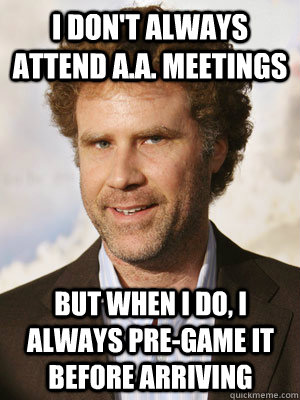 I DON'T ALWAYS
ATTEND A.A. MEETINGS
BUT WHEN I DO, I
ALWAYS PRE-GAME IT
BEFORE ARRIVING
quickmeme.com